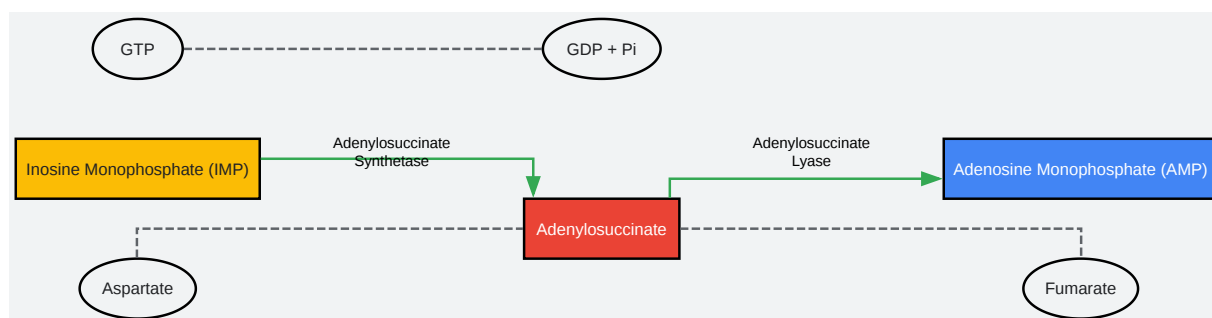 GTP
GDP + Pi
Adenylosuccinate
Synthetase
Adenylosuccinate
Lyase
Inosine Monophosphate (IMP)
Adenosine Monophosphate (AMP)
Adenylosuccinate
Aspartate
Fumarate